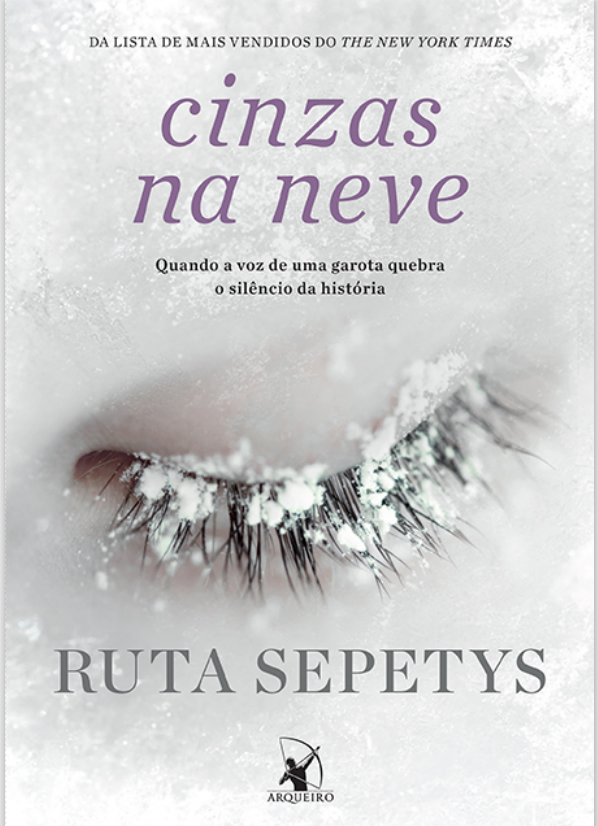 DA LISTA DE MAIS VENDIDOS DO THE NEW YORK TIMES
cinzas
na neve
Quando a voz de uma garota quebra
o silêncio da história
RUTA SEPETYS
ARQUEIRO